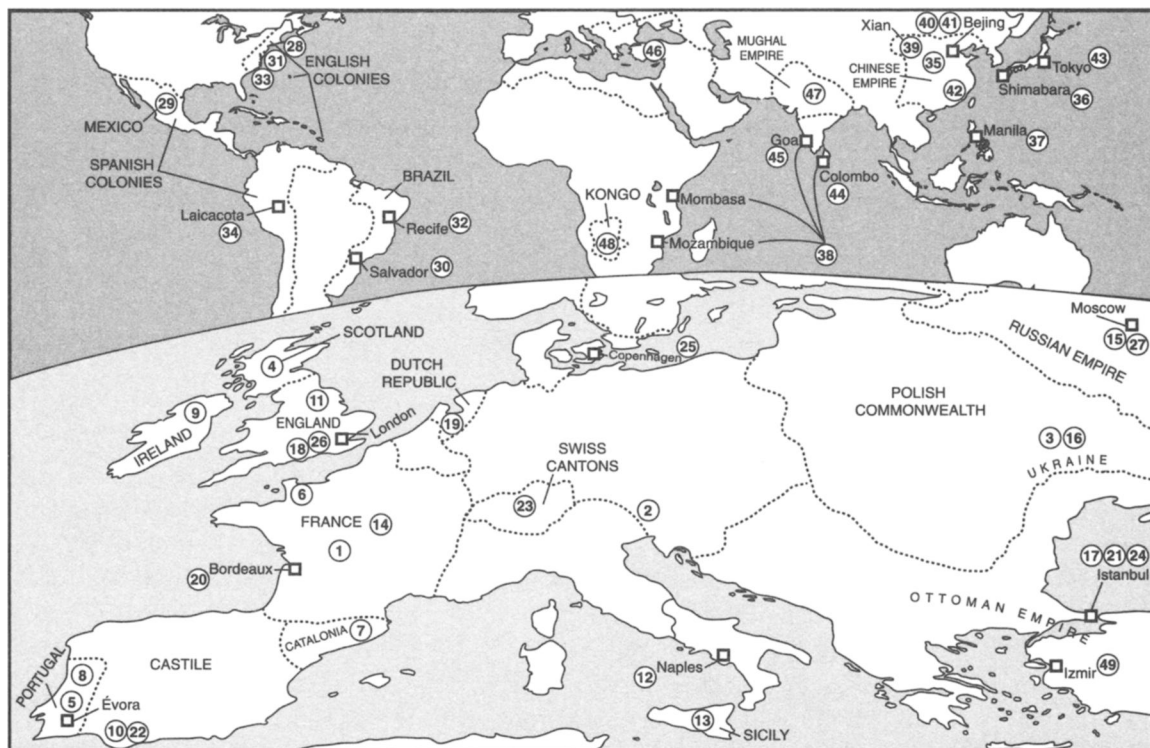 40 41 Bejing
Xian
28
46
39
MUGHAL
EMPIRE
31
ENGLISH
COLONIES
35
43
Tokyo
33
CHINESE
EMPIRE
29
47
42
Shimabara
36
MEXICO
Goa
Manila
37
SPANISH
COLONIES
45
BRAZIL
Colombo
44
KONGO
Mombasa
Laicacota
34
Recife 32
48
Mozambique
38
Salvador 30
Moscow
15 27
RUSSIAN EMPIRE
SCOTLAND
4
Copenhagen
25
DUTCH
REPUBLIC
POLISH
COMMONWEALTH
9
11
IRELAND
ENGLAND
London
19
18 26
3 16
UKRAINE
SWISS
CANTONS
6
23
2
FRANCE 14
1
17 21 24
Istanbul
Bordeaux
20
OTTOMAN EMPIRE
CATALONIA 7
PORTUGAL
8
CASTILE
Naples
12
Izmir 49
5
Évora
13
SICILY
10 22